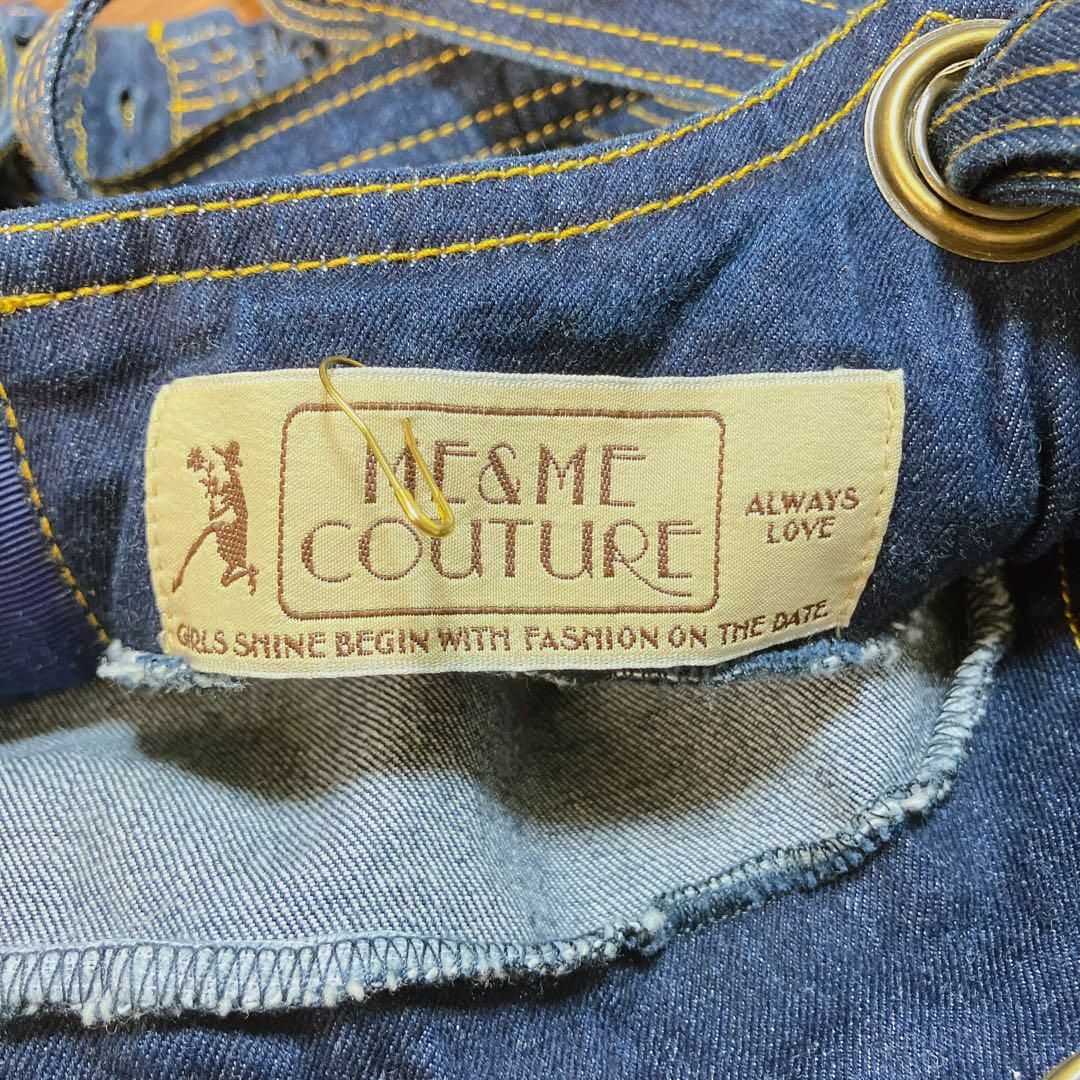 ME&ME
COUTURE
ALWAYS
LOVE
GIRLS SHINE BEGIN WITH FASHION ON THE DATE